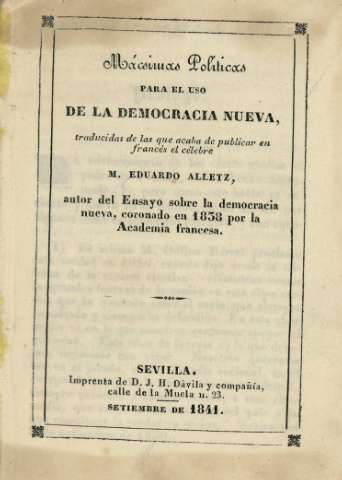 Mácsimas Políticas
PARA EL USO
DE LA DEMOCRACIA NUEVA,
traducidas de las que acaba de publicar en
francés el célebre
M. EDUARDO ALLETZ,
autor del Ensayo sobre la democracia
nueva, coronado en 1838 por la
Academia francesa.
SEVILLA.
Imprenta de D. J. H. Dávila y compañía,
calle de la Muela n. 23.
SETIEMBRE DE 1841.